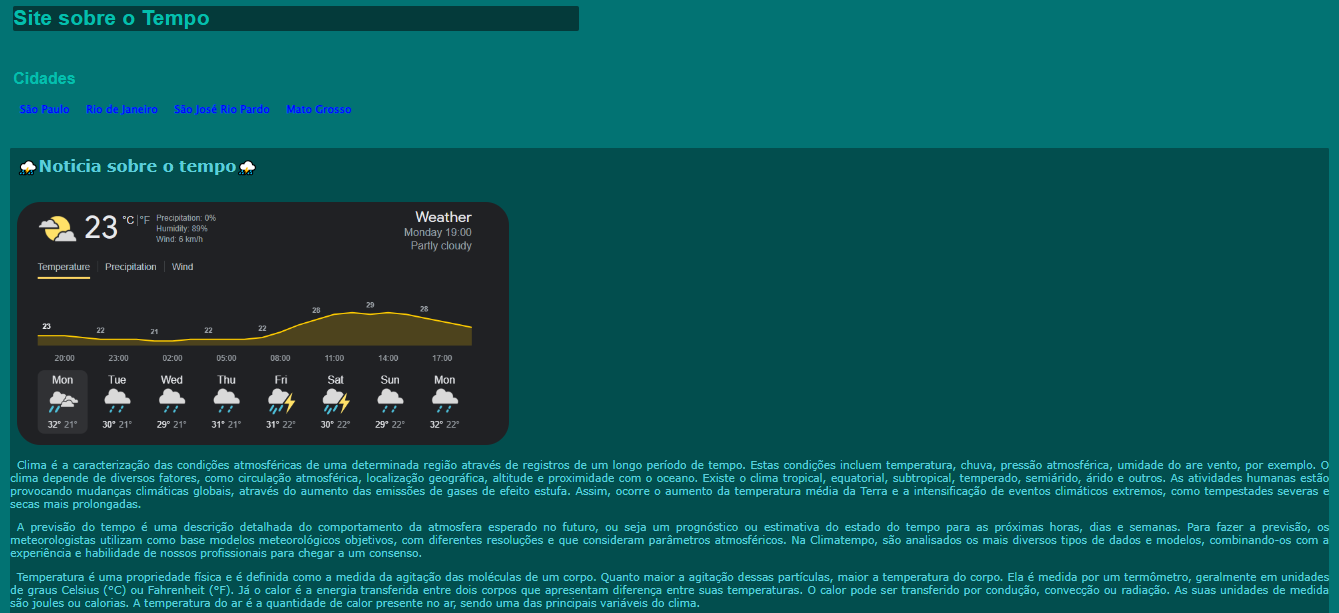 Site sobre o Tempo
Cidades
São Paulo Rio de Janeiro São José Rio Pardo Mato Grosso
Noticia sobre o tempo
23 °C | °F
Precipitation: 0%
Humidity: 89%
Wind: 6 km/h
Weather
Monday 19:00
Partly cloudy
Temperature Precipitation Wind
23 22 21 22 22 28 29 28
20:00 23:00 02:00 05:00 08:00 11:00 14:00 17:00
Mon Tue Wed Thu Fri Sat Sun Mon
32° 21° 30° 21° 29° 21° 31° 21° 31° 22° 30° 22° 29° 22° 32° 22°
Clima é a caracterização das condições atmosféricas de uma determinada região através de registros de um longo período de tempo. Estas condições incluem temperatura, chuva, pressão atmosférica, umidade do are vento, por exemplo. O
clima depende de diversos fatores, como circulação atmosférica, localização geográfica, altitude e proximidade com o oceano. Existe o clima tropical, equatorial, subtropical, temperado, semiárido, árido e outros. As atividades humanas estão
provocando mudanças climáticas globais, através do aumento das emissões de gases de efeito estufa. Assim, ocorre o aumento da temperatura média da Terra e a intensificação de eventos climáticos extremos, como tempestades severas e
secas mais prolongadas.
A previsão do tempo é uma descrição detalhada do comportamento da atmosfera esperado no futuro, ou seja um prognóstico ou estimativa do estado do tempo para as próximas horas, dias e semanas. Para fazer a previsão, os
meteorologistas utilizam como base modelos meteorológicos objetivos, com diferentes resoluções e que consideram parâmetros atmosféricos. Na Climatempo, são analisados os mais diversos tipos de dados e modelos, combinando-os com a
experiência e habilidade de nossos profissionais para chegar a um consenso.
Temperatura é uma propriedade física e é definida como a medida da agitação das moléculas de um corpo. Quanto maior a agitação dessas partículas, maior a temperatura do corpo. Ela é medida por um termômetro, geralmente em unidades
de graus Celsius (°C) ou Fahrenheit (°F). Já o calor é a energia transferida entre dois corpos que apresentam diferença entre suas temperaturas. O calor pode ser transferido por condução, convecção ou radiação. As suas unidades de medida
são joules ou calorias. A temperatura do ar é a quantidade de calor presente no ar, sendo uma das principais variáveis do clima.